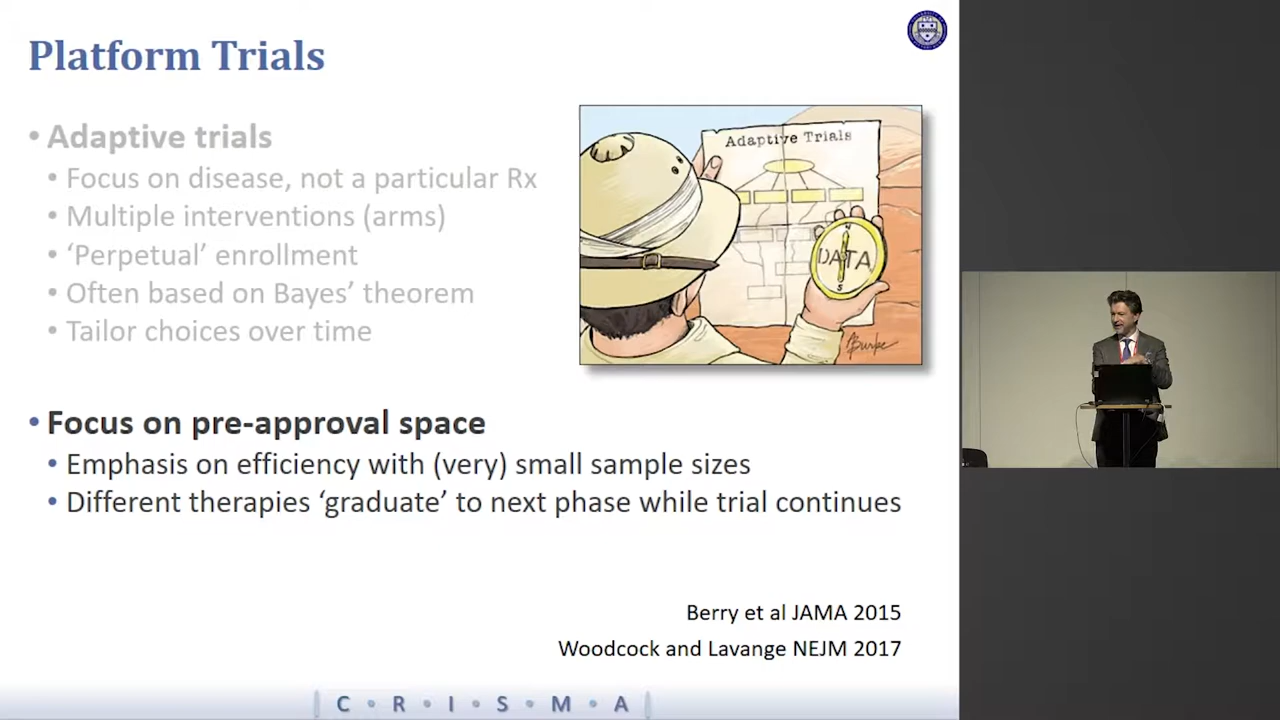 Platform Trials
• Adaptive trials
• Focus on disease, not a particular Rx
• Multiple interventions (arms)
• ‘Perpetual’ enrollment
• Often based on Bayes’ theorem
• Tailor choices over time
Adaptive Trials
DATA
S
Burke
• Focus on pre-approval space
• Emphasis on efficiency with (very) small sample sizes
• Different therapies ‘graduate’ to next phase while trial continues
Berry et al JAMA 2015
Woodcock and Lavange NEJM 2017
C • R • I • S • M • A